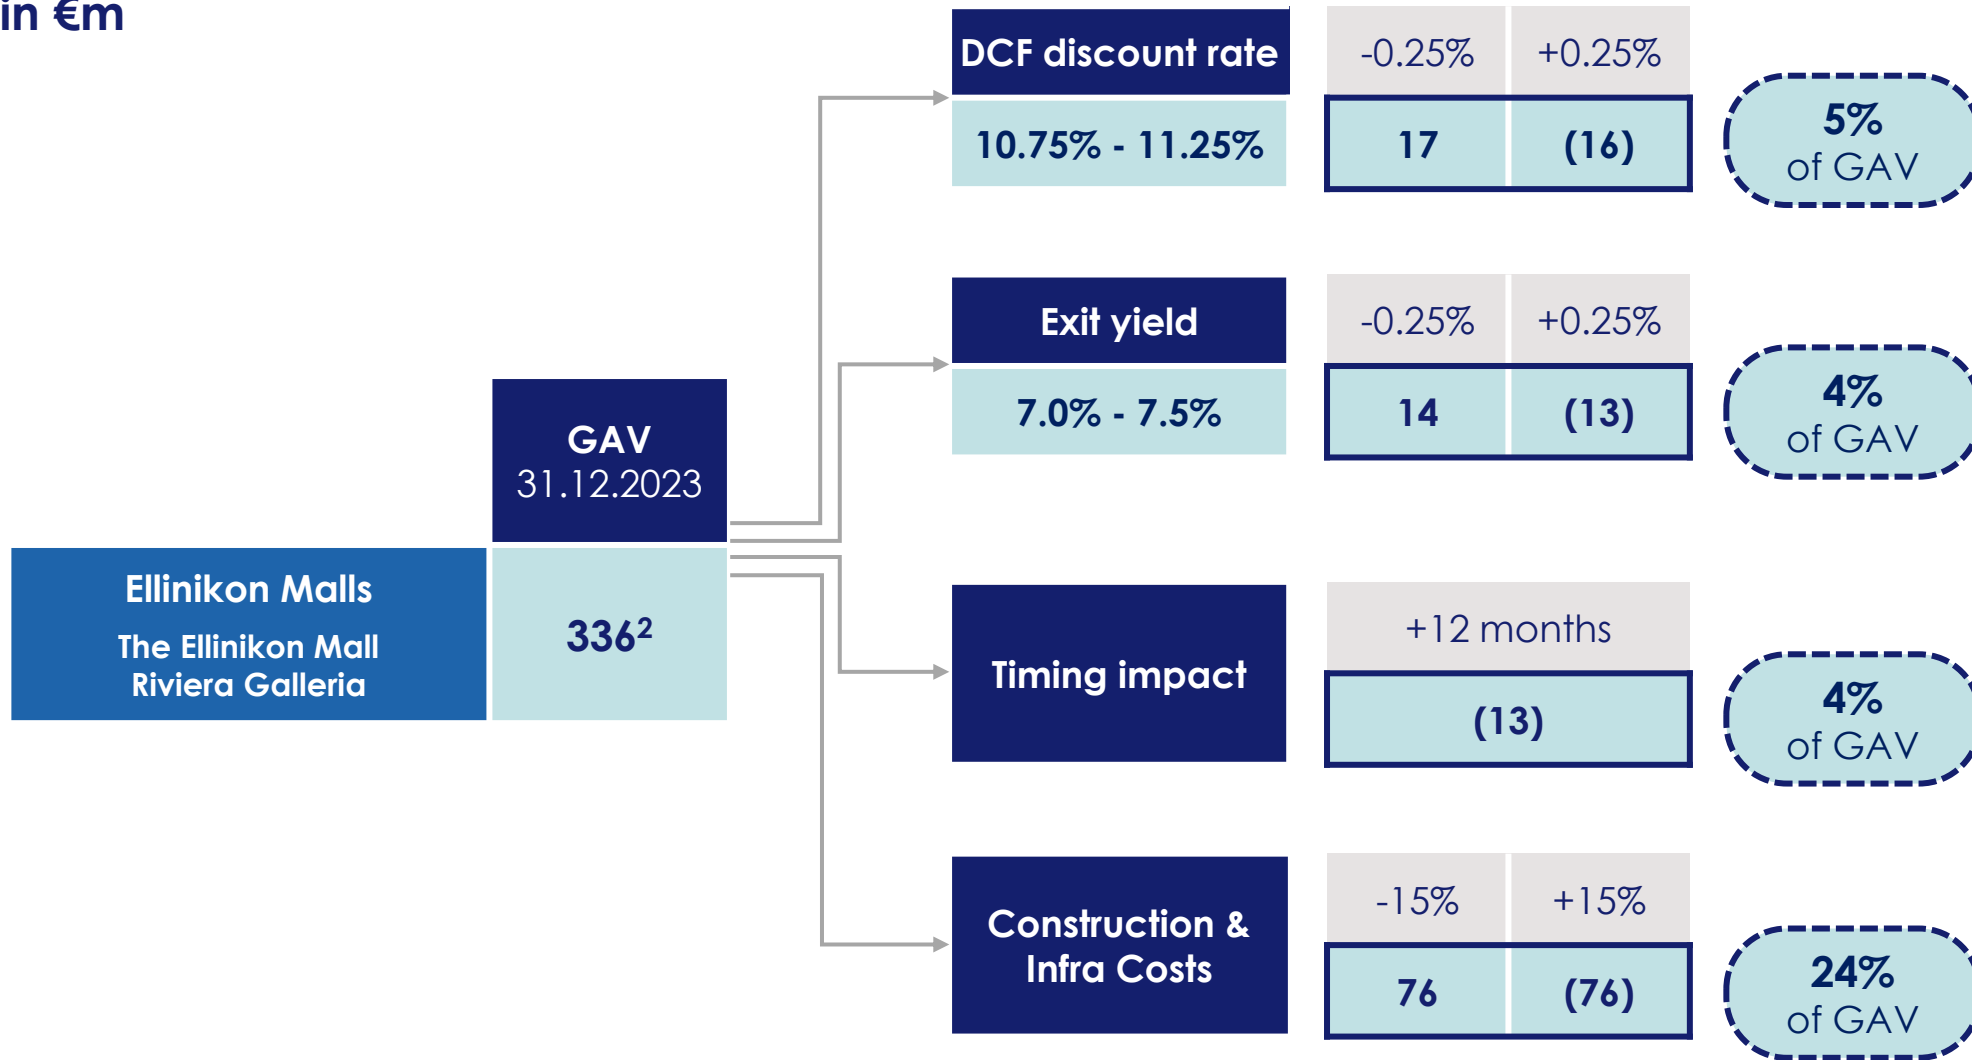 in €m
DCF discount rate
-0.25% +0.25%
10.75% - 11.25%
17 (16)
5%
of GAV
Exit yield
-0.25% +0.25%
7.0% - 7.5%
14 (13)
4%
of GAV
GAV
31.12.2023
Ellinikon Malls
The Ellinikon Mall
Riviera Galleria
336²
Timing impact
+12 months
(13)
4%
of GAV
Construction &
Infra Costs
-15% +15%
76 (76)
24%
of GAV